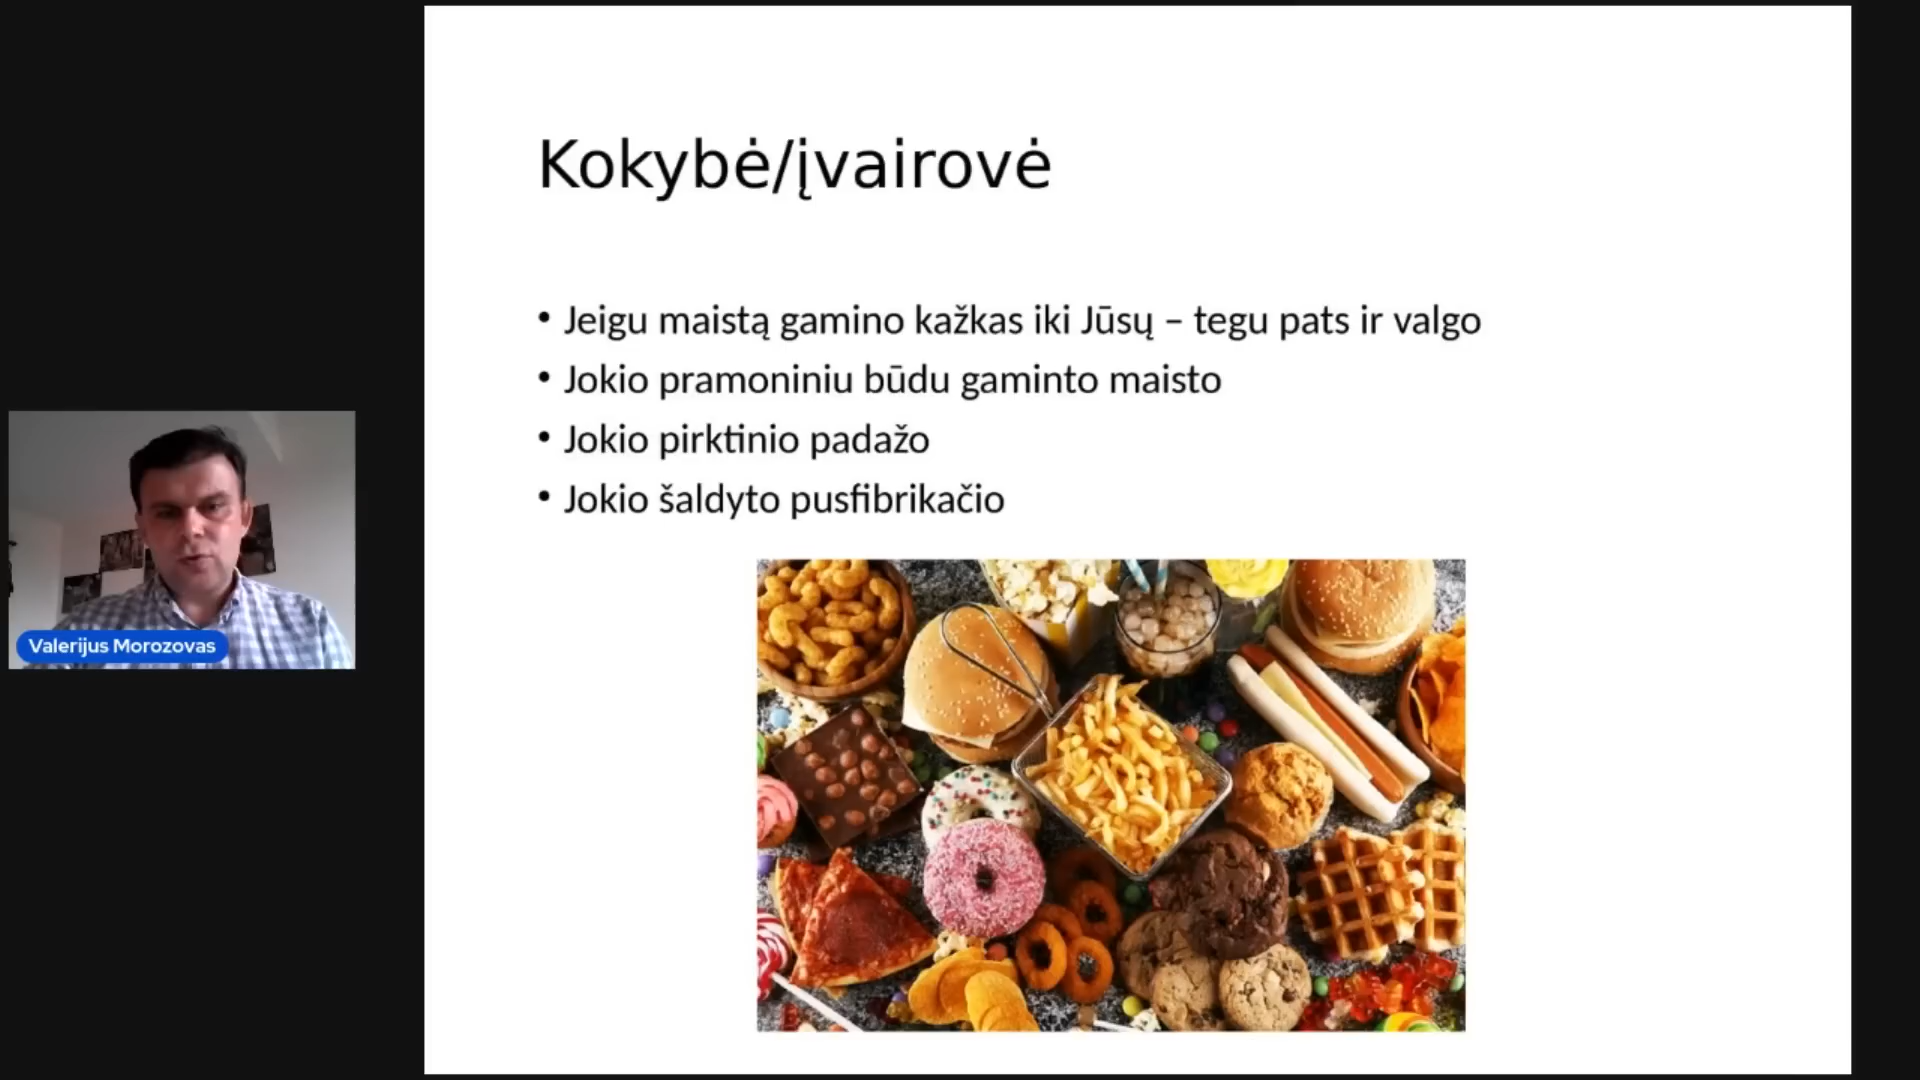 Kokybė/įvairovė
• Jeigu maistą gamino kažkas iki Jūsų – tegu pats ir valgo
• Jokio pramoniniu būdu gaminto maisto
• Jokio pirktinio padažo
• Jokio šaldyto pusfibrikačio
Valerijus Morozovas